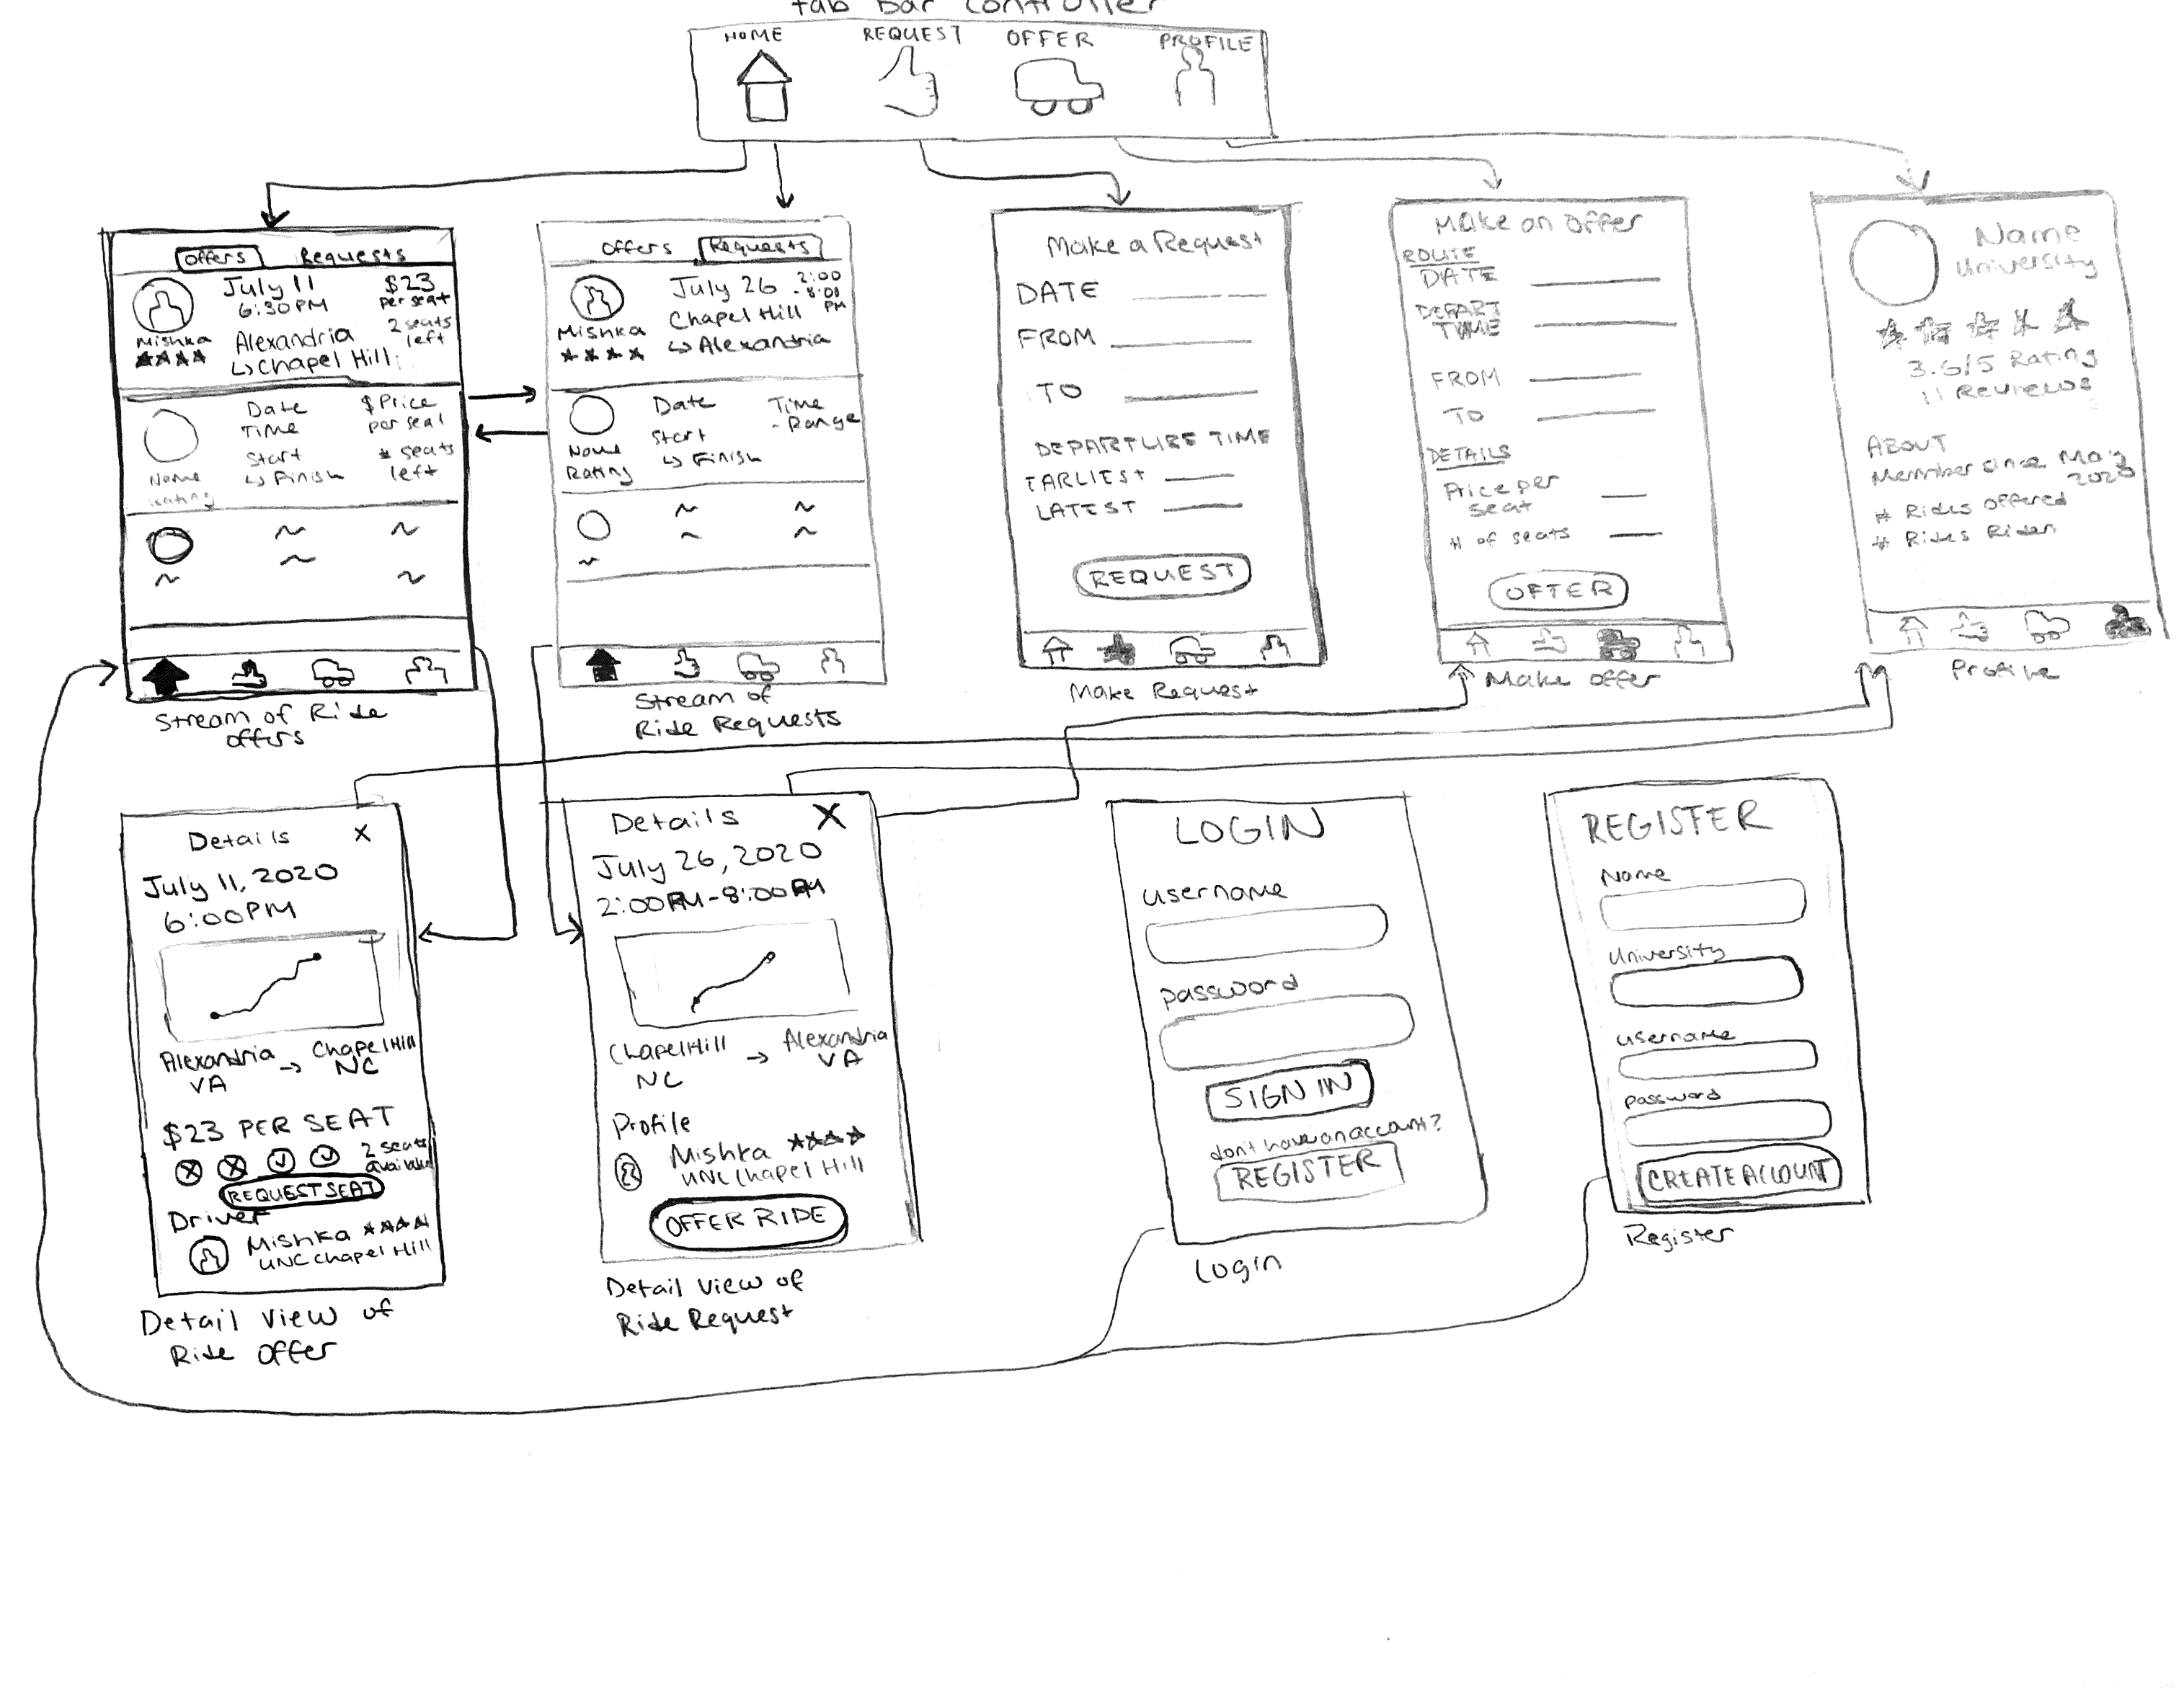 Tab Bar Controller
HOME
REQUEST
OFFER
PROFILE
Offers Requests
July 11
6:30PM
$23
per seat
2 seats
left
Mishka
Alexandria
↳ Chapel Hill
Date
Time
$Price
per seat
Start
↳ Finish
# seats
left
Name
Rating
Stream of Ride
Offers
Offers Requests
July 26
2:00
- 8:00
PM
Mishka
Chapel Hill
↳ Alexandria
Date
Time
- Range
Start
↳ Finish
Name
Rating
Stream of
Ride Requests
Make a Request
DATE
FROM
TO
DEPARTURE TIME
EARLIEST
LATEST
REQUEST
Make Request
Make an Offer
ROUTE
DATE
DEPART
TIME
FROM
TO
DETAILS
Price per
seat
# of seats
OFFER
Make Offer
Name
University
3.6/5 Rating
11 Reviews
ABOUT
Member since May
2020
# Rides Offered
# Rides Riden
Profile
Details X
July 11, 2020
6:00PM
Alexandria → Chapel Hill
VA NC
$23 PER SEAT
2 seats
available
REQUEST SEAT
Driver
Mishka
UNC Chapel Hill
Detail View of
Ride Offer
Details X
July 26, 2020
2:00PM-8:00PM
Chapel Hill → Alexandria
NC VA
Profile
Mishka
UNC Chapel Hill
OFFER RIDE
Detail View of
Ride Request
LOGIN
username
password
SIGN IN
don't have an account?
REGISTER
Login
REGISTER
Name
University
username
password
CREATE ACCOUNT
Register